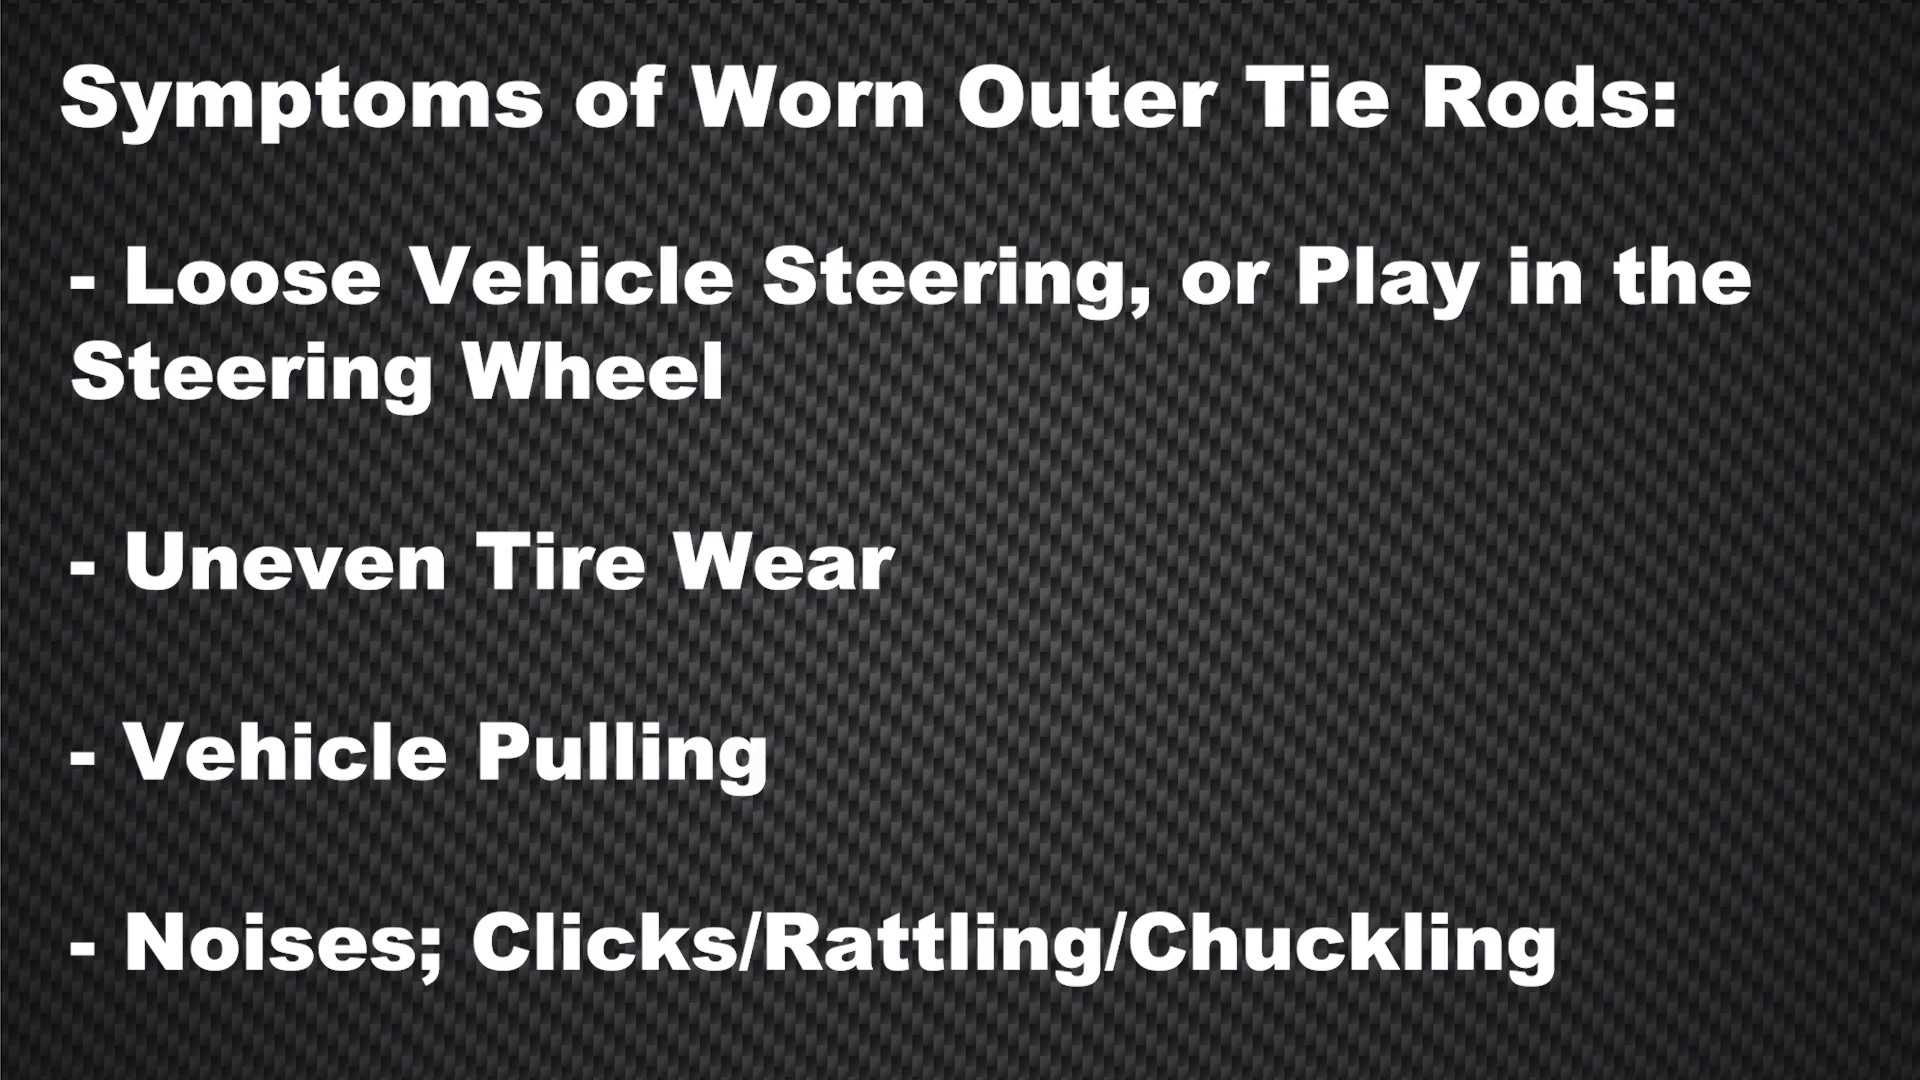 Symptoms of Worn Outer Tie Rods:
- Loose Vehicle Steering, or Play in the
Steering Wheel
- Uneven Tire Wear
- Vehicle Pulling
- Noises; Clicks/Rattling/Chuckling